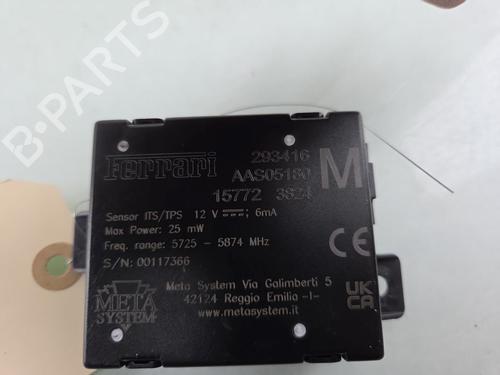 B-PARTS
Ferrari
293416
AAS05180
15772 3824
M
Sensor ITS/TPS 12 V ; 6mA
Max Power: 25 mW
Freq. range: 5725 - 5874 MHz
S/N: 00117366
CE
META
SYSTEM
Meta System Via Galimberti 5
42124 Reggio Emilia -I-
www.metasystem.it
UK
CA